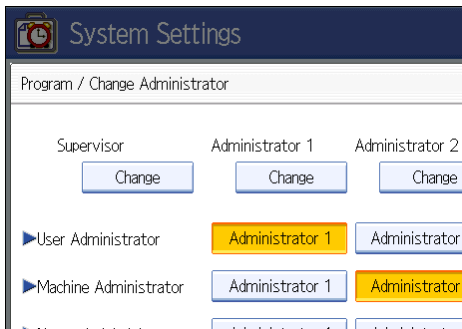 System Settings
Program / Change Administrator
Supervisor Administrator 1 Administrator 2
Change Change Change
User Administrator Administrator 1 Administrator
Machine Administrator Administrator 1 Administrator